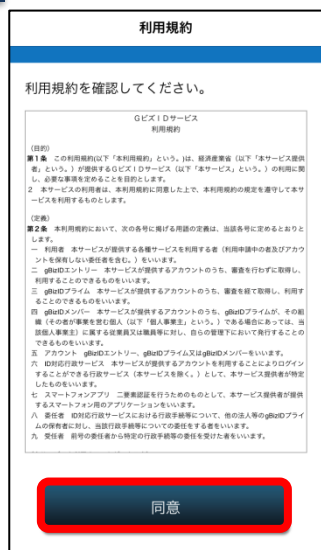 利用規約
利用規約を確認してください。
GビズIDサービス
利用規約
（目的）
第1条 この利用規約(以下「本利用規約」という。)は、経済産業省（以下「本サービス提供
者」という。）が提供するGビズIDサービス（以下「本サービス」という。）の利用に関
し、必要な事項を定めることを目的とします。
2 本サービスの利用者は、本利用規約に同意した上で、本利用規約の規定を遵守して本サ
ービスを利用するものとします。
（定義）
第2条 本利用規約において、次の各号に掲げる用語の定義は、当該各号に定めるとおりと
します。
一 利用者 本サービスが提供する各種サービスを利用する者（利用申請中の者及びアカウ
ントを保有しない委任者を含む。）をいいます。
二 gBizIDエントリー 本サービスが提供するアカウントのうち、審査を行わずに取得し、
利用することのできるものをいいます。
三 gBizIDプライム 本サービスが提供するアカウントのうち、審査を経て取得し、利用す
ることのできるものをいいます。
四 gBizIDメンバー 本サービスが提供するアカウントのうち、gBizIDプライムが、その組
織（その者が事業を営む個人（以下「個人事業主」という。）である場合にあっては、当
該個人事業主）に属する従業員又は職員等に対し、自らの管理下において発行することの
できるものをいいます。
五 アカウント gBizIDエントリー、gBizIDプライム又はgBizIDメンバーをいいます。
六 ID対応行政サービス 本サービスが提供するアカウントを利用することによりログイン
することができる行政サービス（本サービスを除く。）として、本サービス提供者が特定
したものをいいます。
七 スマートフォンアプリ 二要素認証を行うためのものとして、本サービス提供者が提供
するスマートフォン用のアプリケーションをいいます。
八 委任者 ID対応行政サービスにおける行政手続等について、他の法人等のgBizIDプライ
ムの保有者に対し、当該行政手続等についての委任をする者をいいます。
九 受任者 前号の委任者から特定の行政手続等の委任を受けた者をいいます。
同意